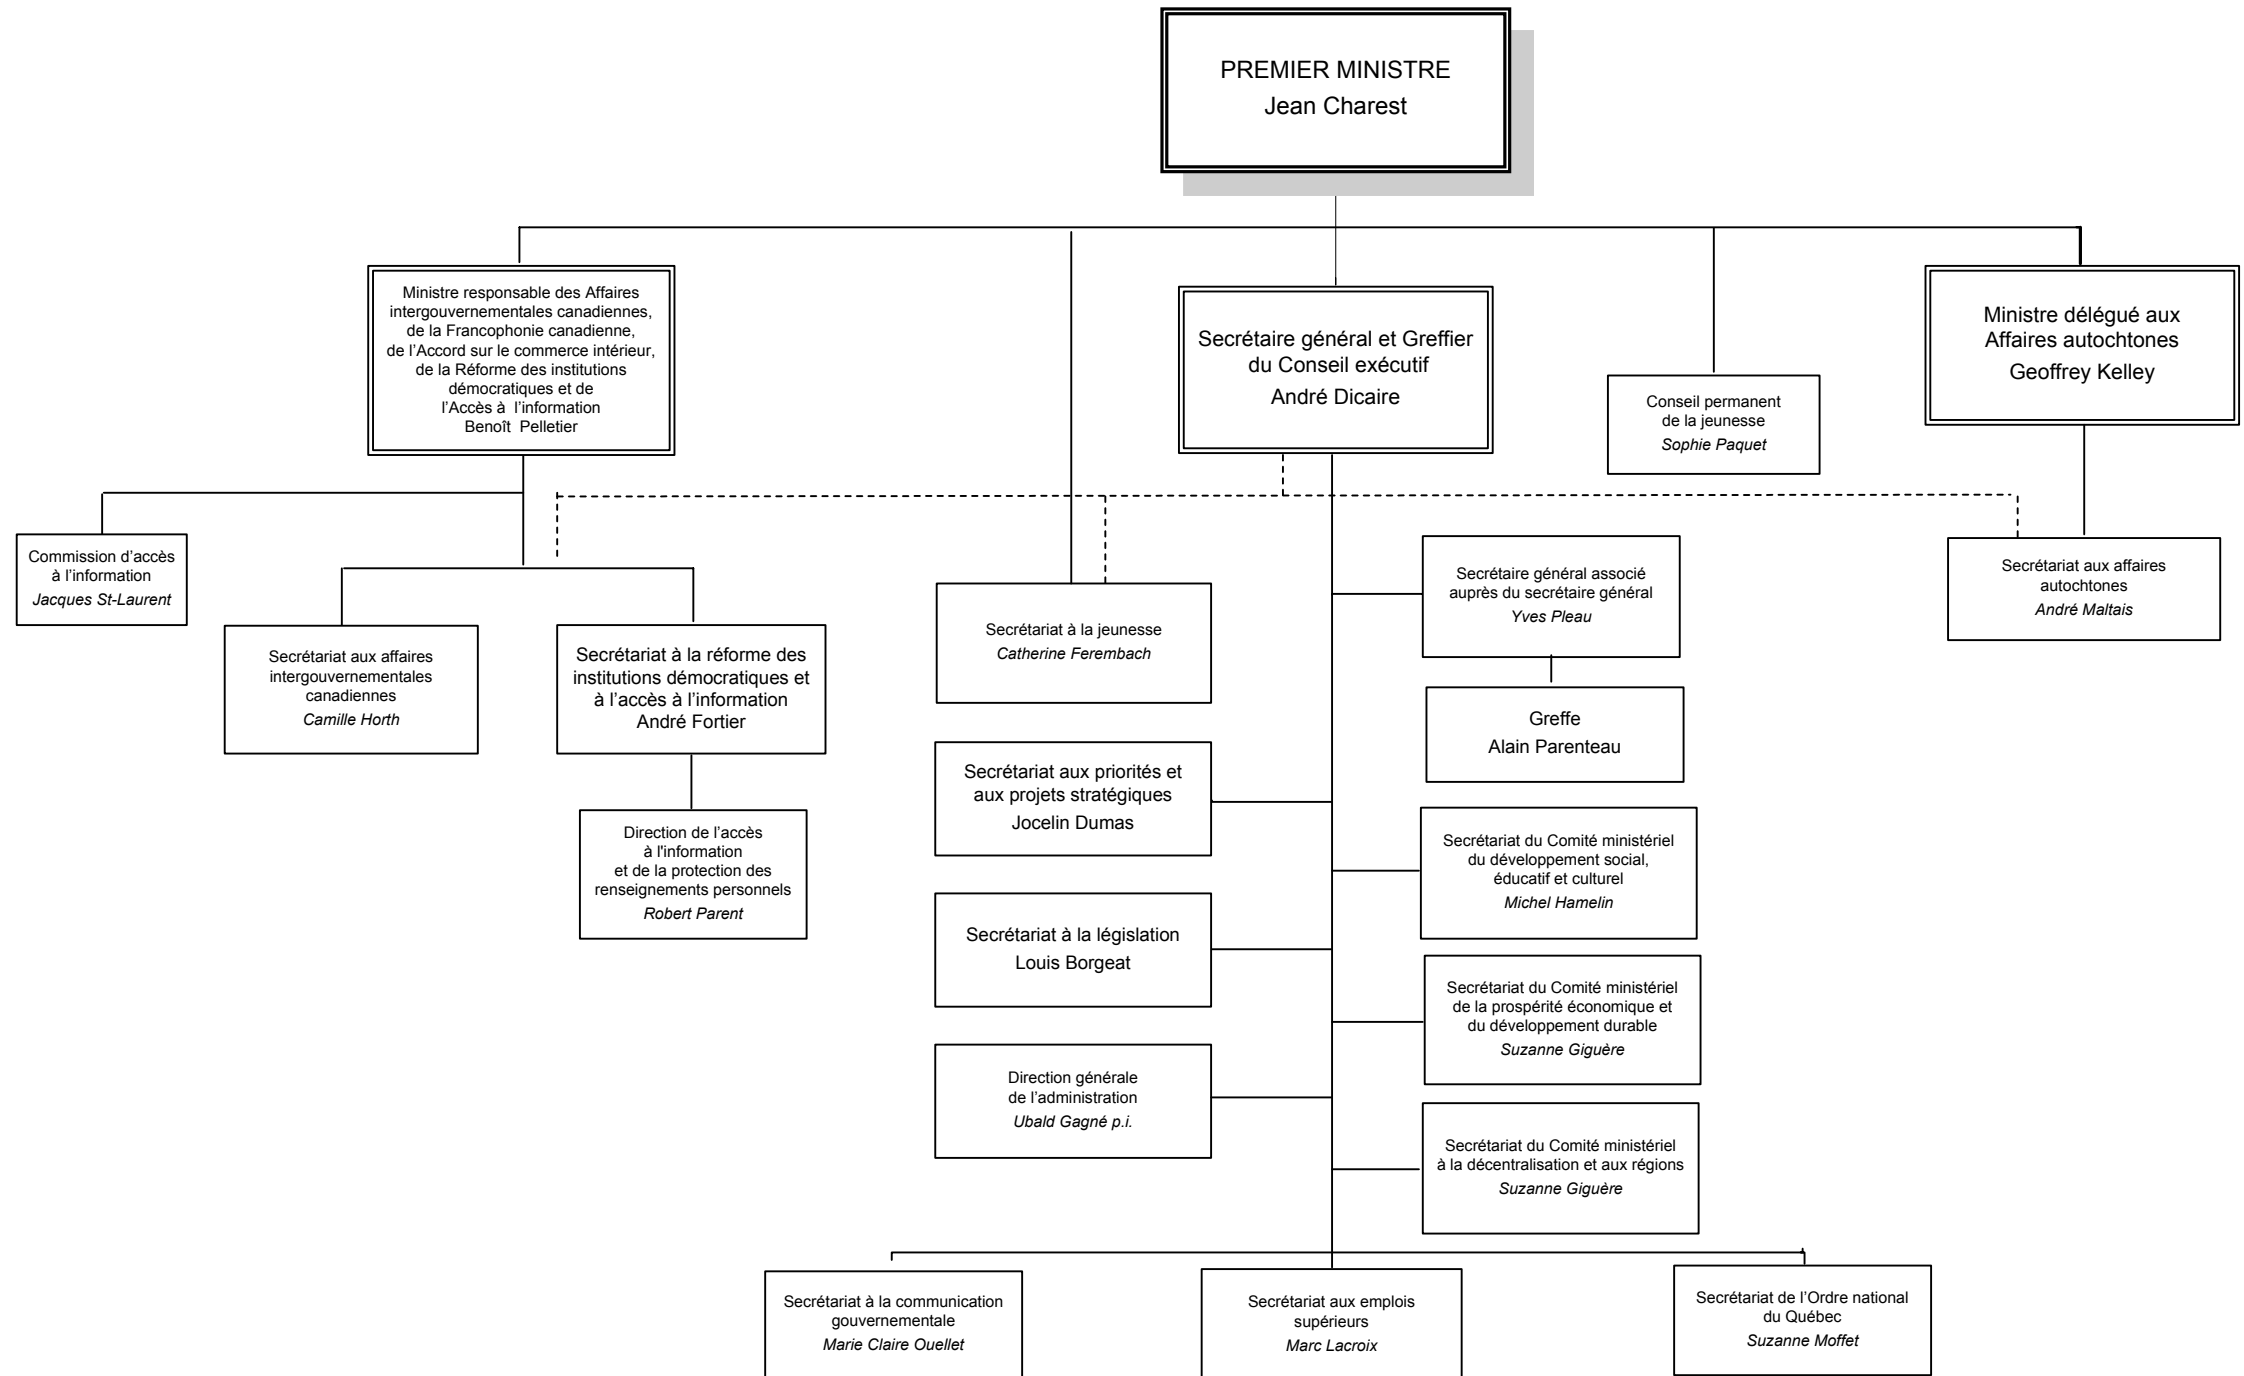 PREMIER MINISTRE
Jean Charest
Ministre responsable des Affaires
intergouvernementales canadiennes,
de la Francophonie canadienne,
de l’Accord sur le commerce intérieur,
de la Réforme des institutions
démocratiques et de
l’Accès à l’information
Benoît Pelletier
Secrétaire général et Greffier
du Conseil exécutif
André Dicaire
Conseil permanent
de la jeunesse
Sophie Paquet
Ministre délégué aux
Affaires autochtones
Geoffrey Kelley
Commission d’accès
à l’information
Jacques St-Laurent
Secrétariat aux affaires
intergouvernementales
canadiennes
Camille Horth
Secrétariat à la réforme des
institutions démocratiques et
à l’accès à l’information
André Fortier
Direction de l’accès
à l'information
et de la protection des
renseignements personnels
Robert Parent
Secrétariat à la jeunesse
Catherine Ferembach
Secrétaire général associé
auprès du secrétaire général
Yves Pleau
Secrétariat aux affaires
autochtones
André Maltais
Greffe
Alain Parenteau
Secrétariat aux priorités et
aux projets stratégiques
Jocelin Dumas
Secrétariat du Comité ministériel
du développement social,
éducatif et culturel
Michel Hamelin
Secrétariat à la législation
Louis Borgeat
Secrétariat du Comité ministériel
de la prospérité économique et
du développement durable
Suzanne Giguère
Direction générale
de l’administration
Ubald Gagné p.i.
Secrétariat du Comité ministériel
à la décentralisation et aux régions
Suzanne Giguère
Secrétariat à la communication
gouvernementale
Marie Claire Ouellet
Secrétariat aux emplois
supérieurs
Marc Lacroix
Secrétariat de l’Ordre national
du Québec
Suzanne Moffet